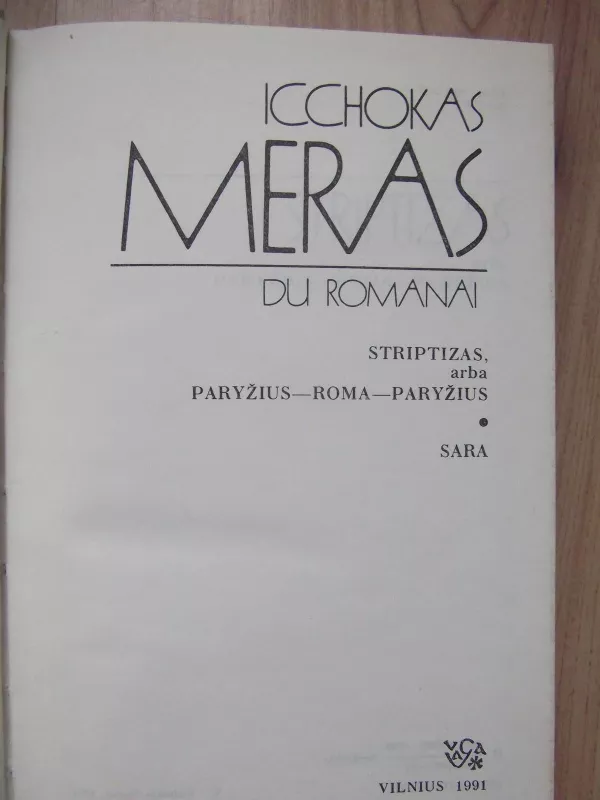 ICCHOKAS
MERAS
DU ROMANAI
STRIPTIZAS,
arba
PARYŽIUS—ROMA—PARYŽIUS
•
SARA
VAGA
VILNIUS 1991